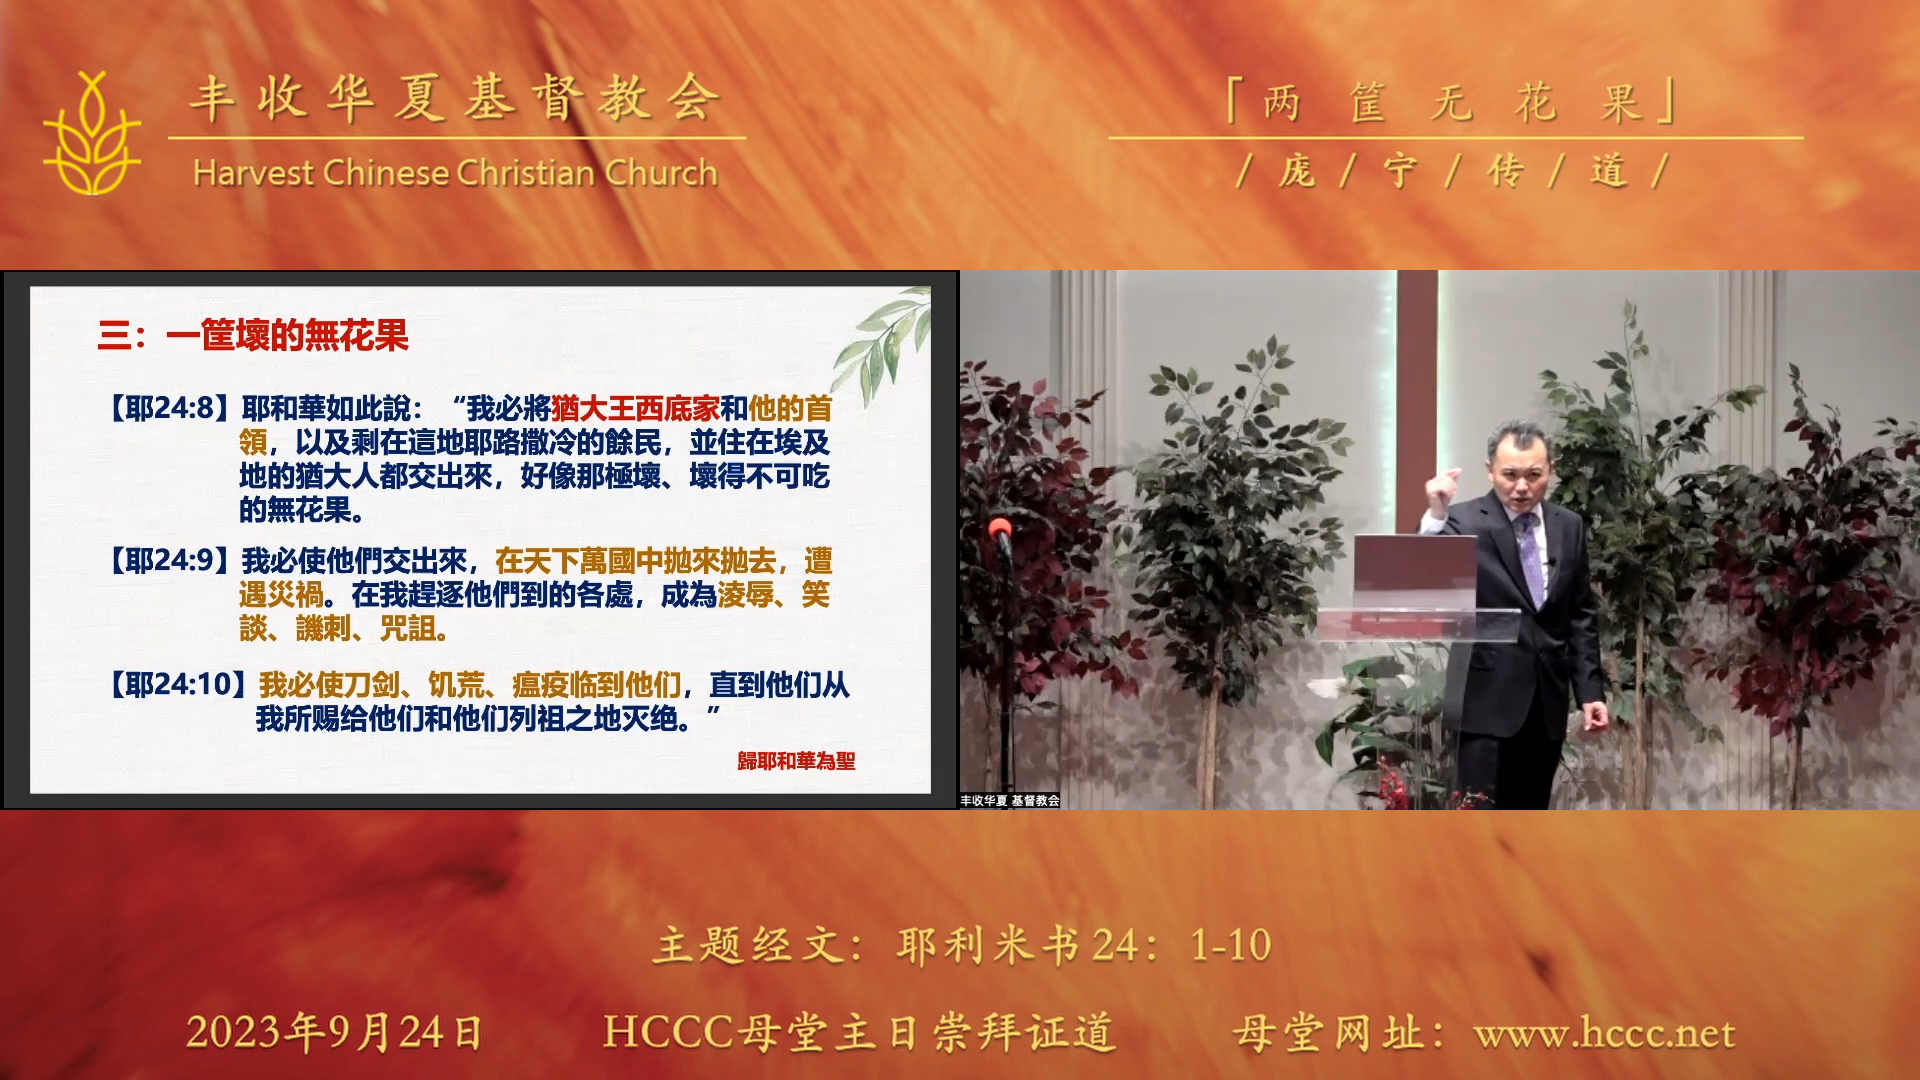 丰收华夏基督教会
Harvest Chinese Christian Church
「两筐无花果」
/ 庞 / 宁 / 传 / 道 /
三：一筐壞的無花果
【耶24:8】耶和華如此說：“我必將猶大王西底家和他的首
領，以及剩在這地耶路撒冷的餘民，並住在埃及
地的猶大人都交出來，好像那極壞、壞得不可吃
的無花果。
【耶24:9】我必使他們交出來，在天下萬國中拋來拋去，遭
遇災禍。在我趕逐他們到的各處，成為淩辱、笑
談、譏刺、咒詛。
【耶24:10】我必使刀剑、饥荒、瘟疫临到他们，直到他们从
我所赐给他们和他们列祖之地灭绝。”
歸耶和華為聖
丰收华夏 基督教会
主题经文：耶利米书 24：1-10
2023年9月24日
HCCC母堂主日崇拜证道
母堂网址：www.hccc.net